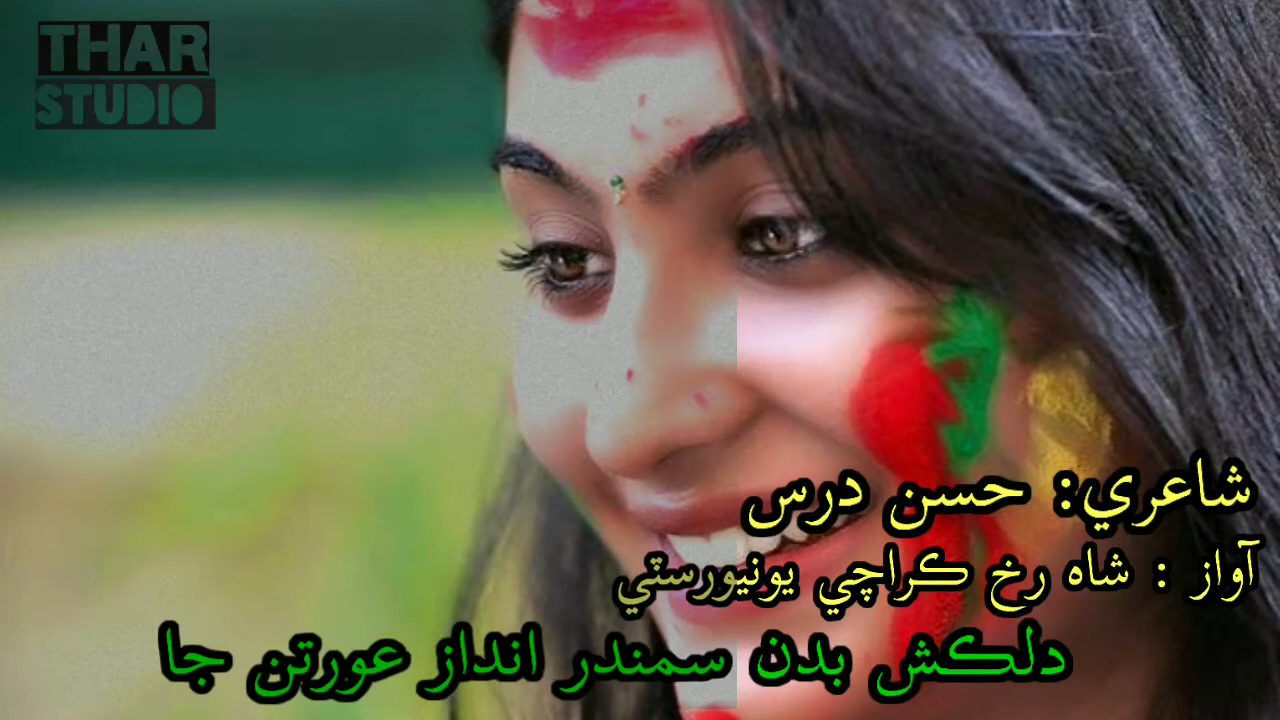 THAR
STUDIO
شاعري: حسن درس
آواز : شاه رخ ڪراچي يونيورسٽي
دلڪش بدن سمندر انداز عورتن جا